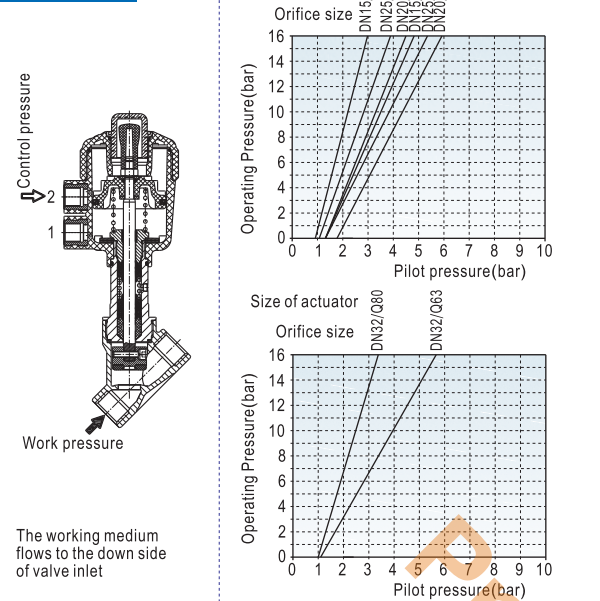 Orifice size
DN15
DN25
DN20
DN15
DN25
DN20
Operating Pressure(bar)
16
14
12
10
8
6
4
2
0
0 1 2 3 4 5 6 7 8 9 10
Pilot pressure(bar)
Control pressure
2
1
Work pressure
The working medium
flows to the down side
of valve inlet
Size of actuator
Orifice size
DN32/Q80
DN32/Q63
Operating Pressure(bar)
16
14
12
10
8
6
4
2
0
0 1 2 3 4 5 6 7 8 9 10
Pilot pressure(bar)